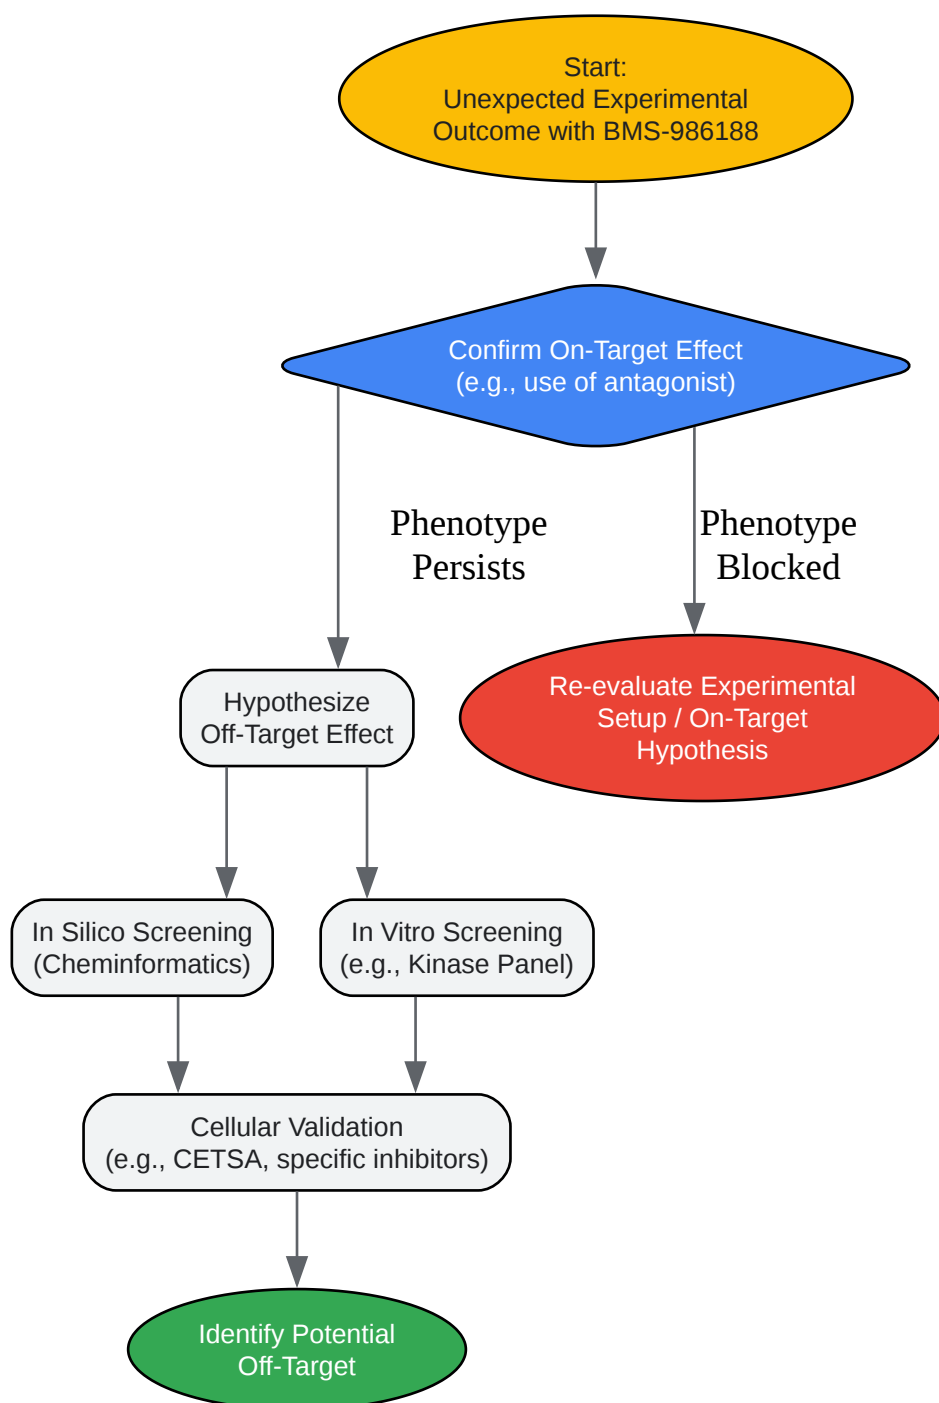 Start:
Unexpected Experimental
Outcome with BMS-986188
Confirm On-Target Effect
(e.g., use of antagonist)
Phenotype
Persists
Phenotype
Blocked
Hypothesize
Off-Target Effect
Re-evaluate Experimental
Setup / On-Target
Hypothesis
In Silico Screening
(Cheminformatics)
In Vitro Screening
(e.g., Kinase Panel)
Cellular Validation
(e.g., CETSA, specific inhibitors)
Identify Potential
Off-Target